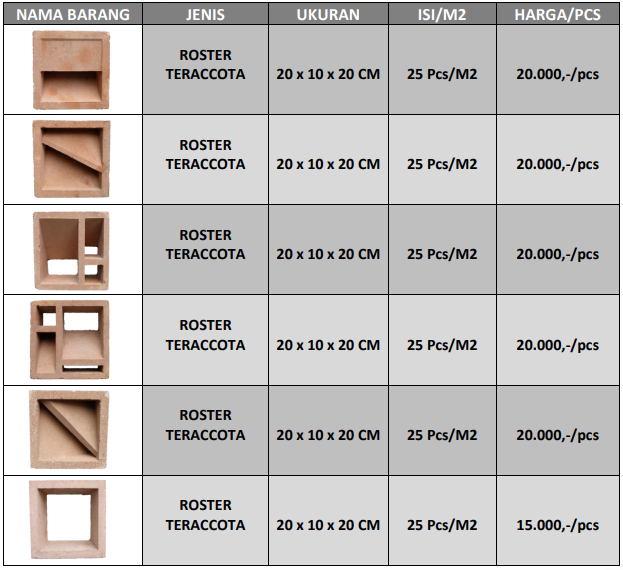 NAMA BARANG JENIS UKURAN ISI/M2 HARGA/PCS
ROSTER
TERACCOTA 20 x 10 x 20 CM 25 Pcs/M2 20.000,-/pcs
ROSTER
TERACCOTA 20 x 10 x 20 CM 25 Pcs/M2 20.000,-/pcs
ROSTER
TERACCOTA 20 x 10 x 20 CM 25 Pcs/M2 20.000,-/pcs
ROSTER
TERACCOTA 20 x 10 x 20 CM 25 Pcs/M2 20.000,-/pcs
ROSTER
TERACCOTA 20 x 10 x 20 CM 25 Pcs/M2 20.000,-/pcs
ROSTER
TERACCOTA 20 x 10 x 20 CM 25 Pcs/M2 15.000,-/pcs